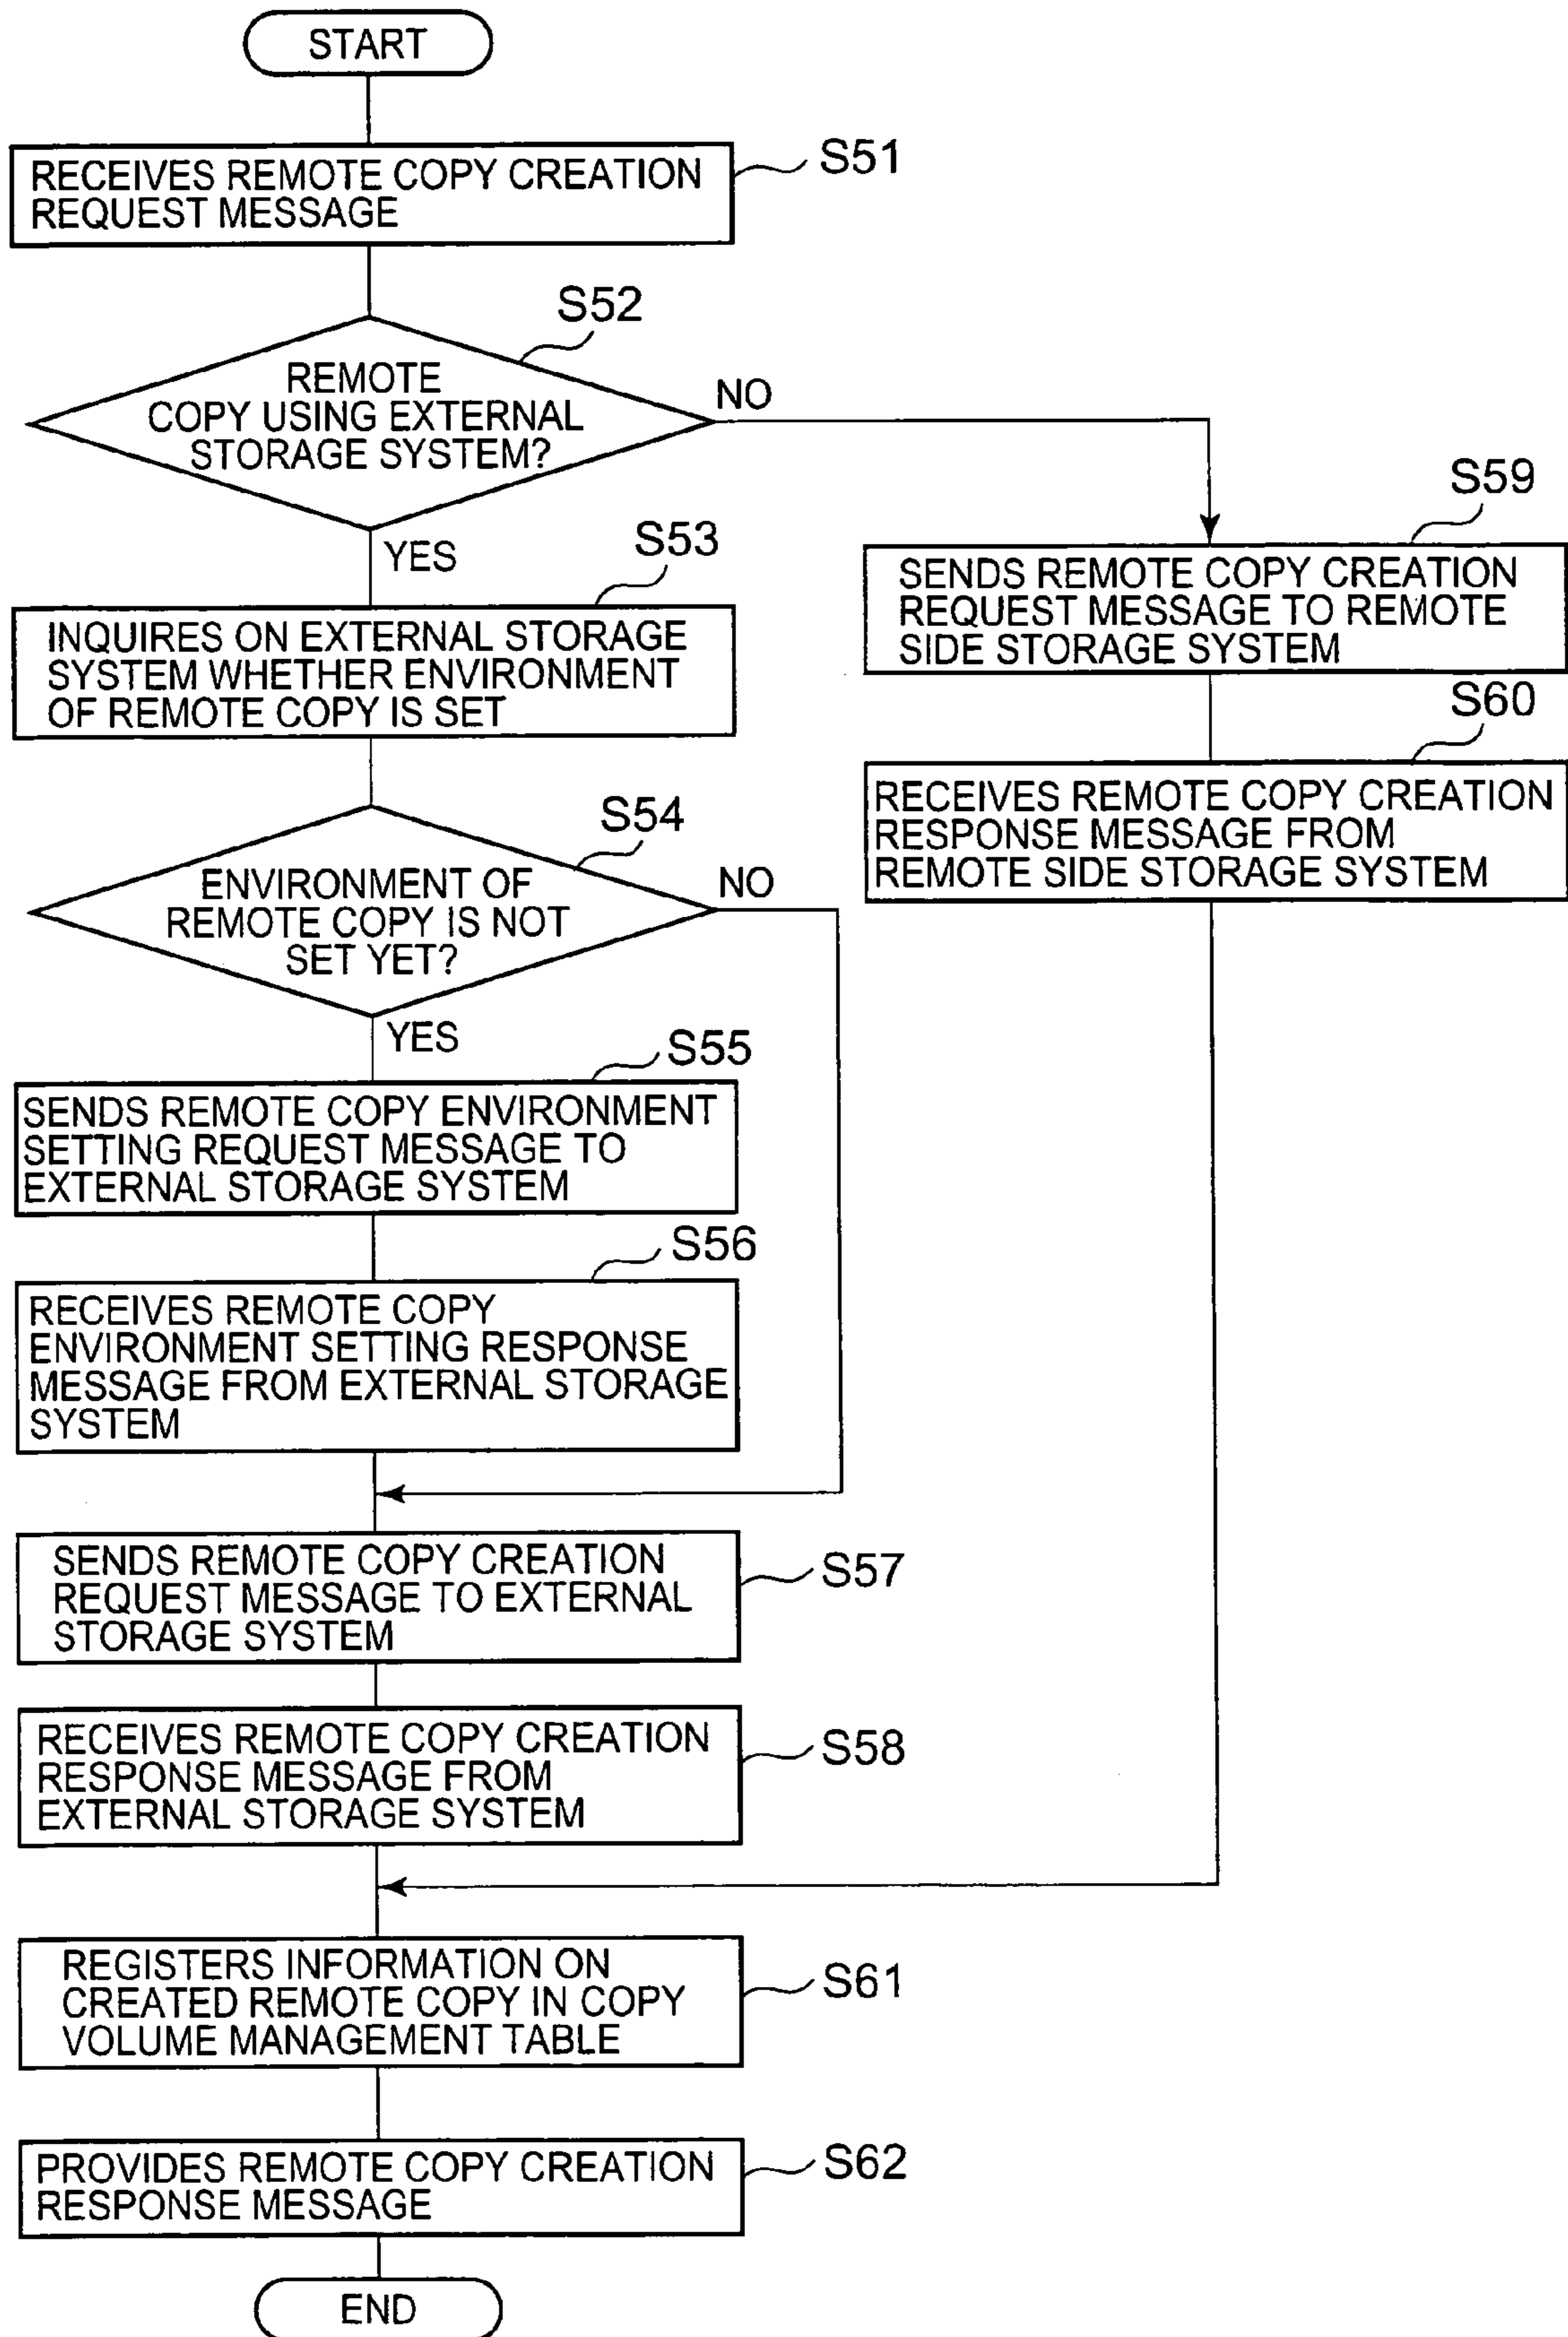 START
RECEIVES REMOTE COPY CREATION
REQUEST MESSAGE
S51
S52
REMOTE
COPY USING EXTERNAL
STORAGE SYSTEM?
NO
YES
S53
INQUIRES ON EXTERNAL STORAGE
SYSTEM WHETHER ENVIRONMENT
OF REMOTE COPY IS SET
S54
ENVIRONMENT OF
REMOTE COPY IS NOT
SET YET?
NO
YES
S55
SENDS REMOTE COPY ENVIRONMENT
SETTING REQUEST MESSAGE TO
EXTERNAL STORAGE SYSTEM
S56
RECEIVES REMOTE COPY
ENVIRONMENT SETTING RESPONSE
MESSAGE FROM EXTERNAL STORAGE
SYSTEM
SENDS REMOTE COPY CREATION
REQUEST MESSAGE TO EXTERNAL
STORAGE SYSTEM
S57
RECEIVES REMOTE COPY CREATION
RESPONSE MESSAGE FROM
EXTERNAL STORAGE SYSTEM
S58
S59
SENDS REMOTE COPY CREATION
REQUEST MESSAGE TO REMOTE
SIDE STORAGE SYSTEM
S60
RECEIVES REMOTE COPY CREATION
RESPONSE MESSAGE FROM
REMOTE SIDE STORAGE SYSTEM
REGISTERS INFORMATION ON
CREATED REMOTE COPY IN COPY
VOLUME MANAGEMENT TABLE
S61
PROVIDES REMOTE COPY CREATION
RESPONSE MESSAGE
S62
END